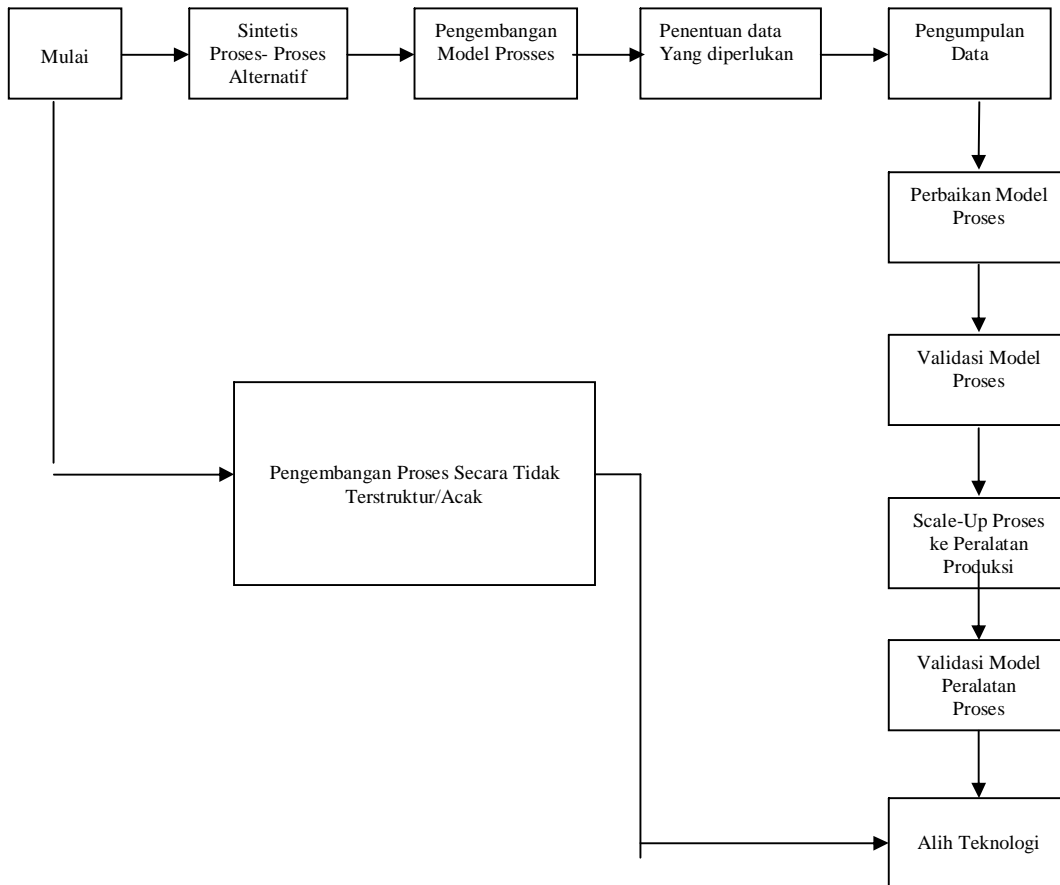 Mulai
Sintetis
Proses- Proses
Alternatif
Pengembangan
Model Prosses
Penentuan data
Yang diperlukan
Pengumpulan
Data
Perbaikan Model
Proses
Validasi Model
Proses
Pengembangan Proses Secara Tidak
Terstruktur/Acak
Scale-Up Proses
ke Peralatan
Produksi
Validasi Model
Peralatan
Proses
Alih Teknologi